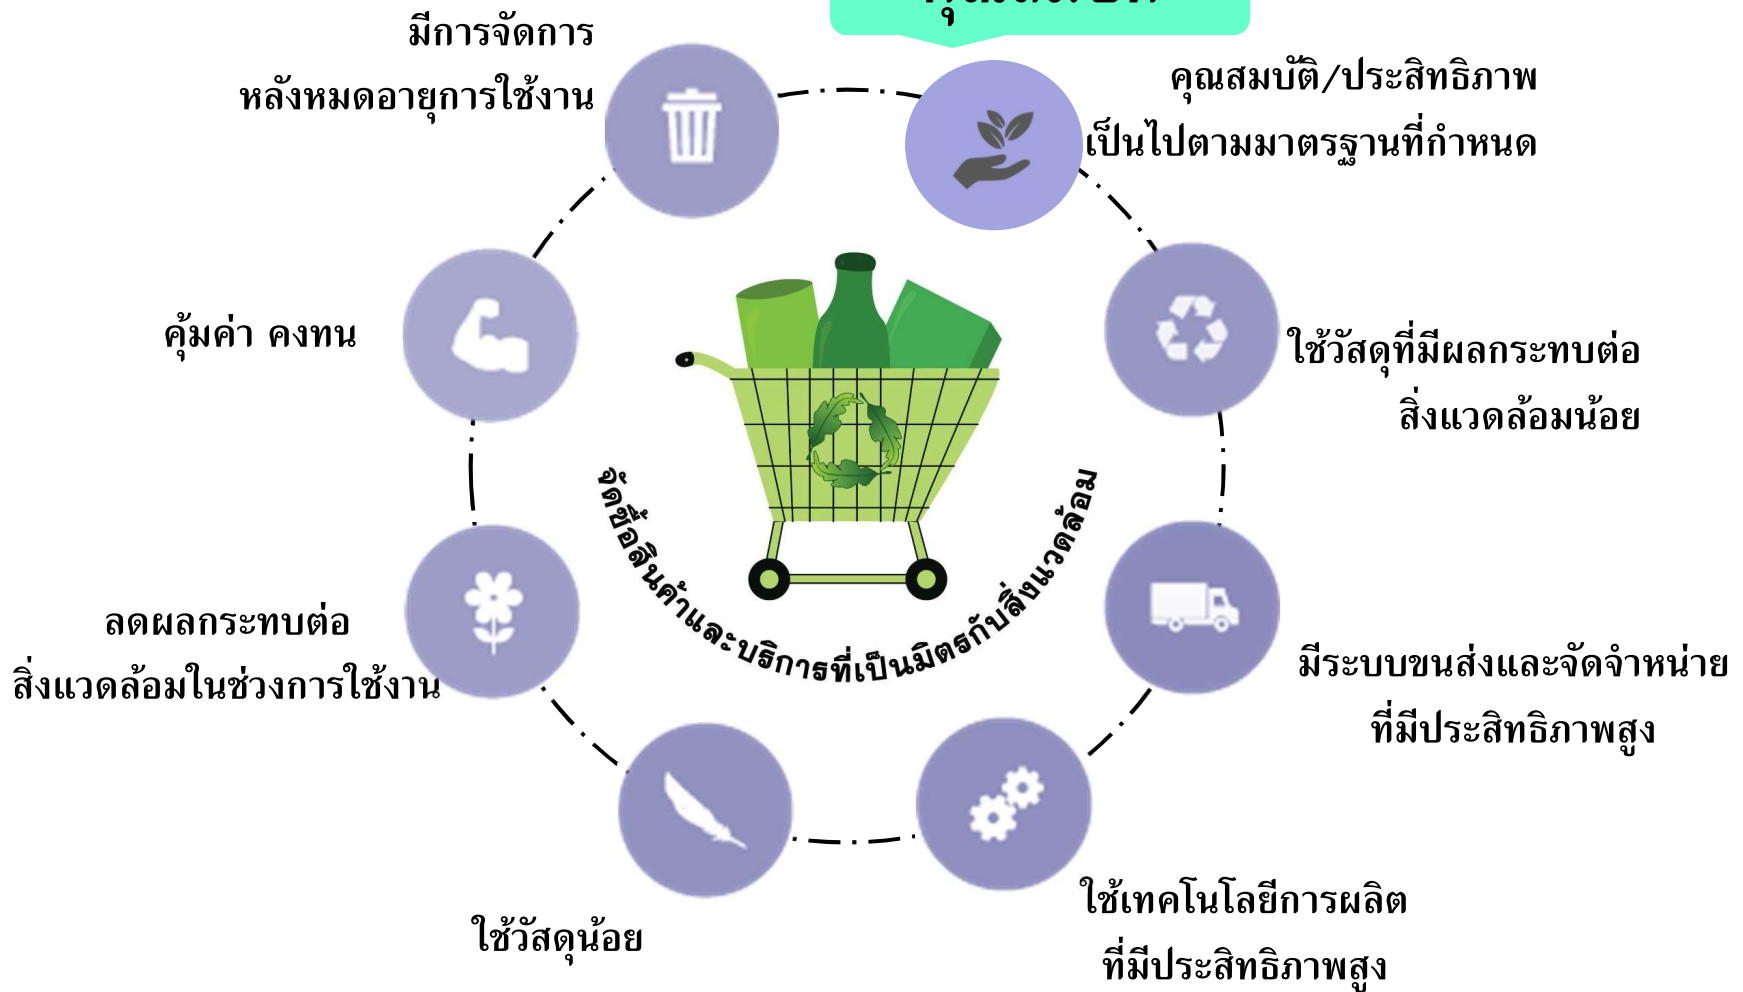 มีการจัดการ
หลังหมดอายุการใช้งาน
คุณสมบัติ/ประสิทธิภาพ
เป็นไปตามมาตรฐานที่กำหนด
คุ้มค่า คงทน
ใช้วัสดุที่มีผลกระทบต่อ
สิ่งแวดล้อมน้อย
จัดซื้อสินค้าและบริการที่เป็นมิตรกับสิ่งแวดล้อม
ลดผลกระทบต่อ
สิ่งแวดล้อมในช่วงการใช้งาน
มีระบบขนส่งและจัดจำหน่าย
ที่มีประสิทธิภาพสูง
ใช้วัสดุน้อย
ใช้เทคโนโลยีการผลิต
ที่มีประสิทธิภาพสูง